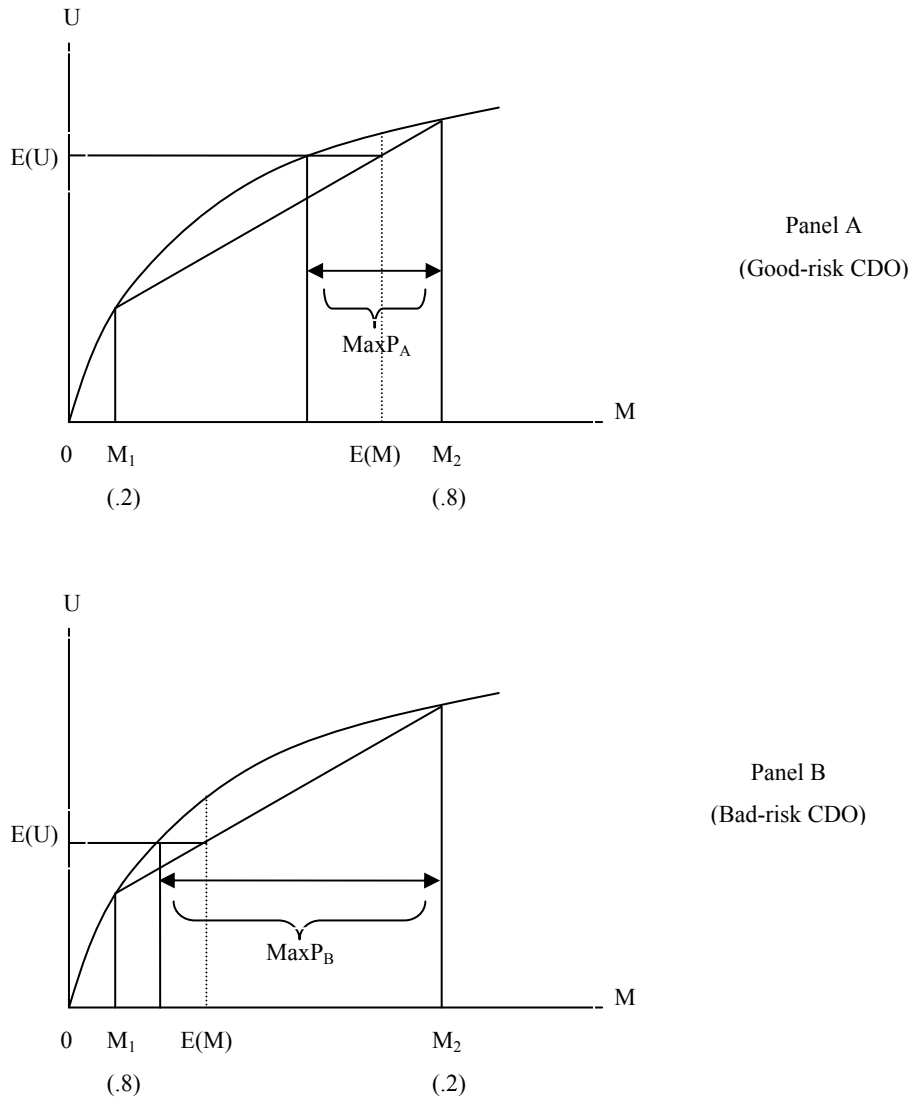 U
E(U)
Panel A
(Good-risk CDO)
MaxP_A
M
0 M₁ E(M) M₂
(.2) (.8)
U
Panel B
(Bad-risk CDO)
E(U)
MaxP_B
M
0 M₁ E(M) M₂
(.8) (.2)